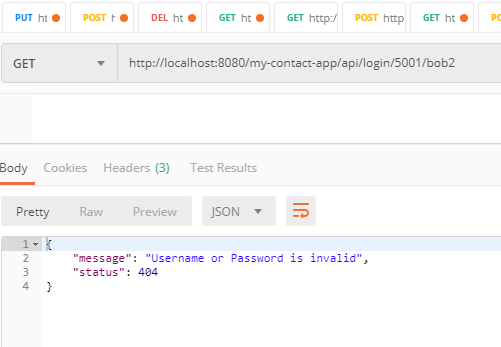 PUT ht POST h DEL ht GET ht GET http:/ POST http GET ht PC
GET http://localhost:8080/my-contact-app/api/login/5001/bob2
Body Cookies Headers (3) Test Results
Pretty Raw Preview JSON
1 {
2 "message": "Username or Password is invalid",
3 "status": 404
4 }